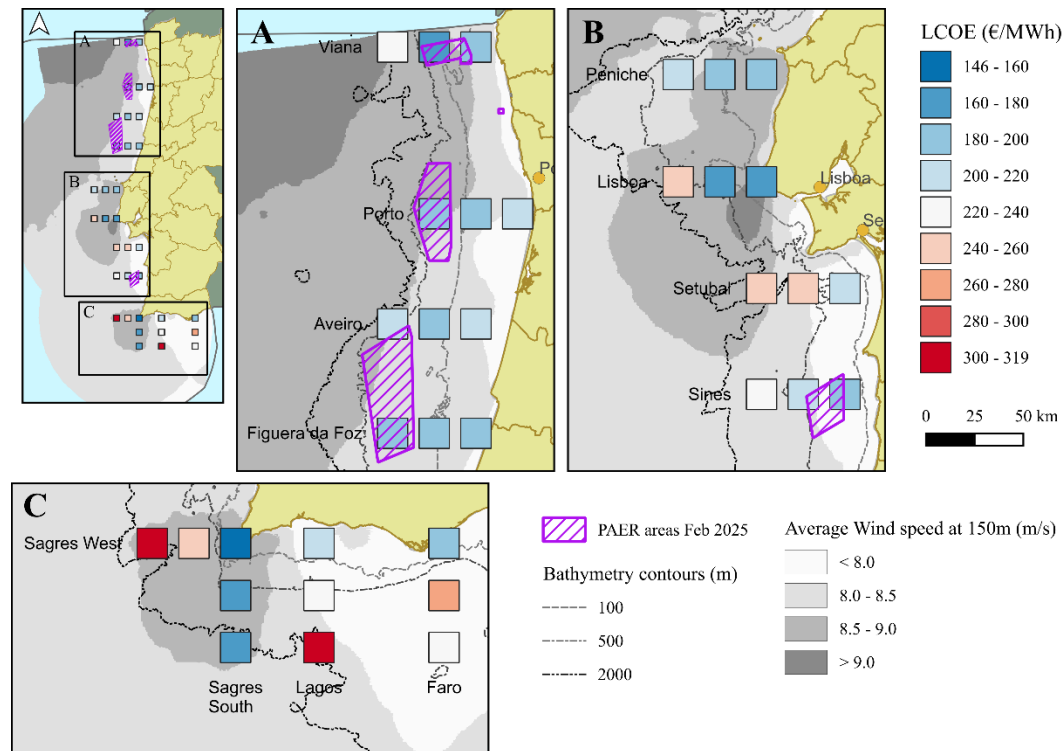 A
B
C
A
Viana
Porto
Aveiro
Figuera da Foz
Po
B
Peniche
Lisboa
Lisboa
Se
Setubal
Sines
LCOE (€/MWh)
146 - 160
160 - 180
180 - 200
200 - 220
220 - 240
240 - 260
260 - 280
280 - 300
300 - 319
0 25 50 km
C
Sagres West
Sagres
South
Lagos
Faro
PAER areas Feb 2025
Bathymetry contours (m)
100
500
2000
Average Wind speed at 150m (m/s)
< 8.0
8.0 - 8.5
8.5 - 9.0
> 9.0